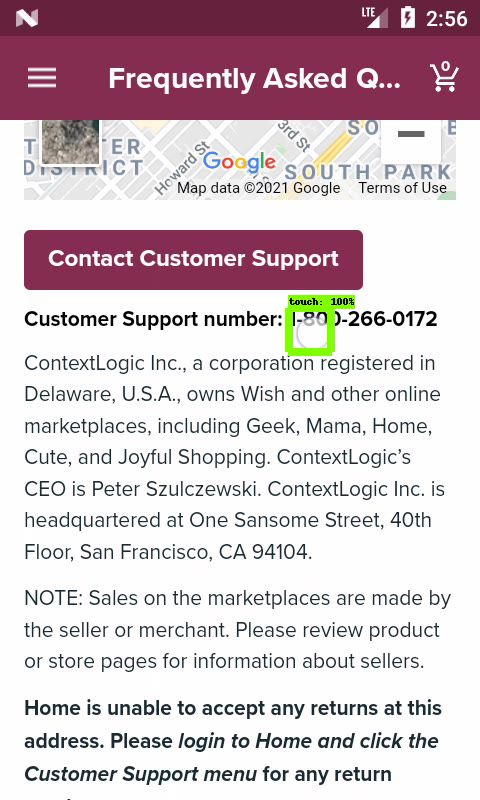 LTE
2:56
Frequently Asked Q...
0
3rd St
SO
T ER
DISTRICT
Howard St
Google
SOUTH PARK
Map data ©2021 Google Terms of Use
Contact Customer Support
touch: 100%
Customer Support number: 1-800-266-0172
ContextLogic Inc., a corporation registered in
Delaware, U.S.A., owns Wish and other online
marketplaces, including Geek, Mama, Home,
Cute, and Joyful Shopping. ContextLogic’s
CEO is Peter Szulczewski. ContextLogic Inc. is
headquartered at One Sansome Street, 40th
Floor, San Francisco, CA 94104.
NOTE: Sales on the marketplaces are made by
the seller or merchant. Please review product
or store pages for information about sellers.
Home is unable to accept any returns at this
address. Please login to Home and click the
Customer Support menu for any return